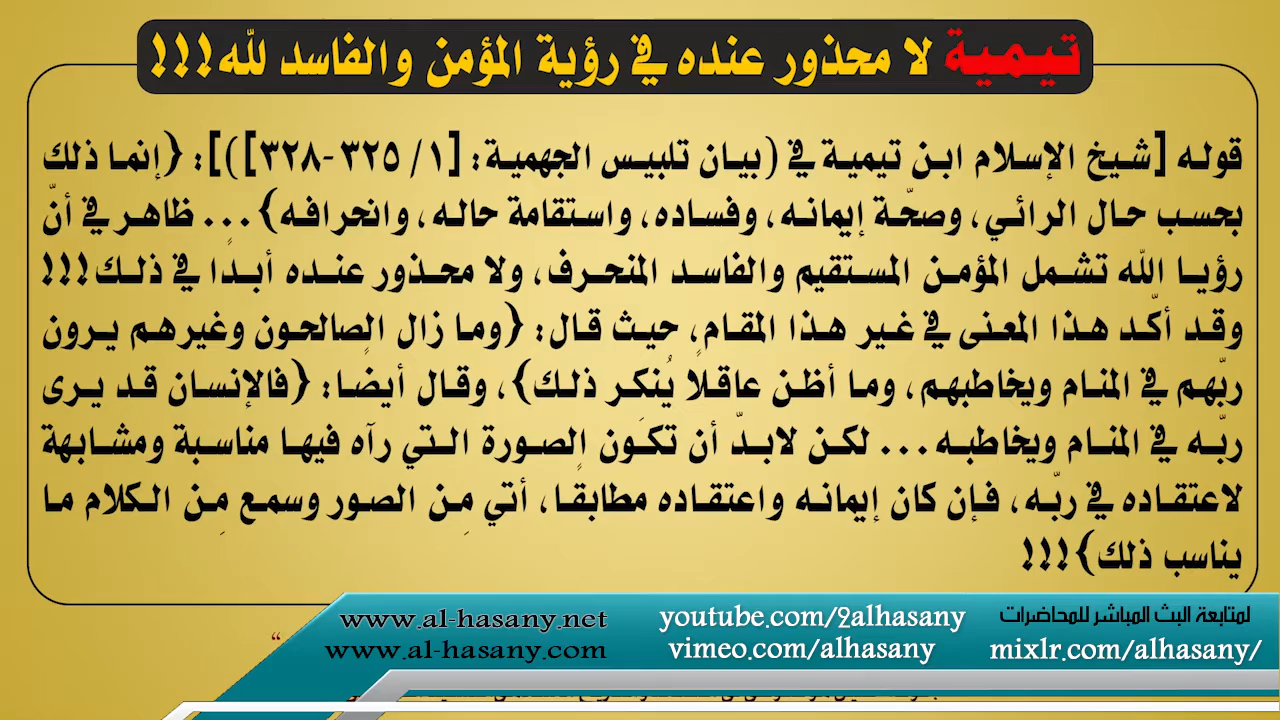 تيمية لا محذور عنده في رؤية المؤمن والفاسد لله!!!
قوله [شيخ الإسلام ابن تيمية في (بيان تلبيس الجهمية: [١/ ٣٢٥-٣٢٨])]: {إنما ذلك
بحسب حال الرائي، وصحّة إيمانه، وفساده، واستقامة حاله، وانحرافه}... ظاهر في أنّ
رؤيا الله تشمل المؤمن المستقيم والفاسد المنحرف، ولا محذور عنده أبدًا في ذلك!!!
وقد أكّد هذا المعنى في غير هذا المقام، حيث قال: {وما زال الصالحون وغيرهم يرون
ربّهم في المنام ويخاطبهم، وما أظن عاقلًا يُنكر ذلك}، وقال أيضًا: {فالإنسان قد يرى
ربّه في المنام ويخاطبه... لكن لابدّ أن تكون الصورة التي رآه فيها مناسبة ومشابهة
لاعتقاده في ربّه، فإن كان إيمانه واعتقاده مطابقًا، أتي مِن الصور وسمع مِن الكلام ما
يناسب ذلك}!!!
لمتابعة البث المباشر للمحاضرات
mixlr.com/alhasany/
youtube.com/2alhasany
vimeo.com/alhasany
www.al-hasany.net
www.al-hasany.com